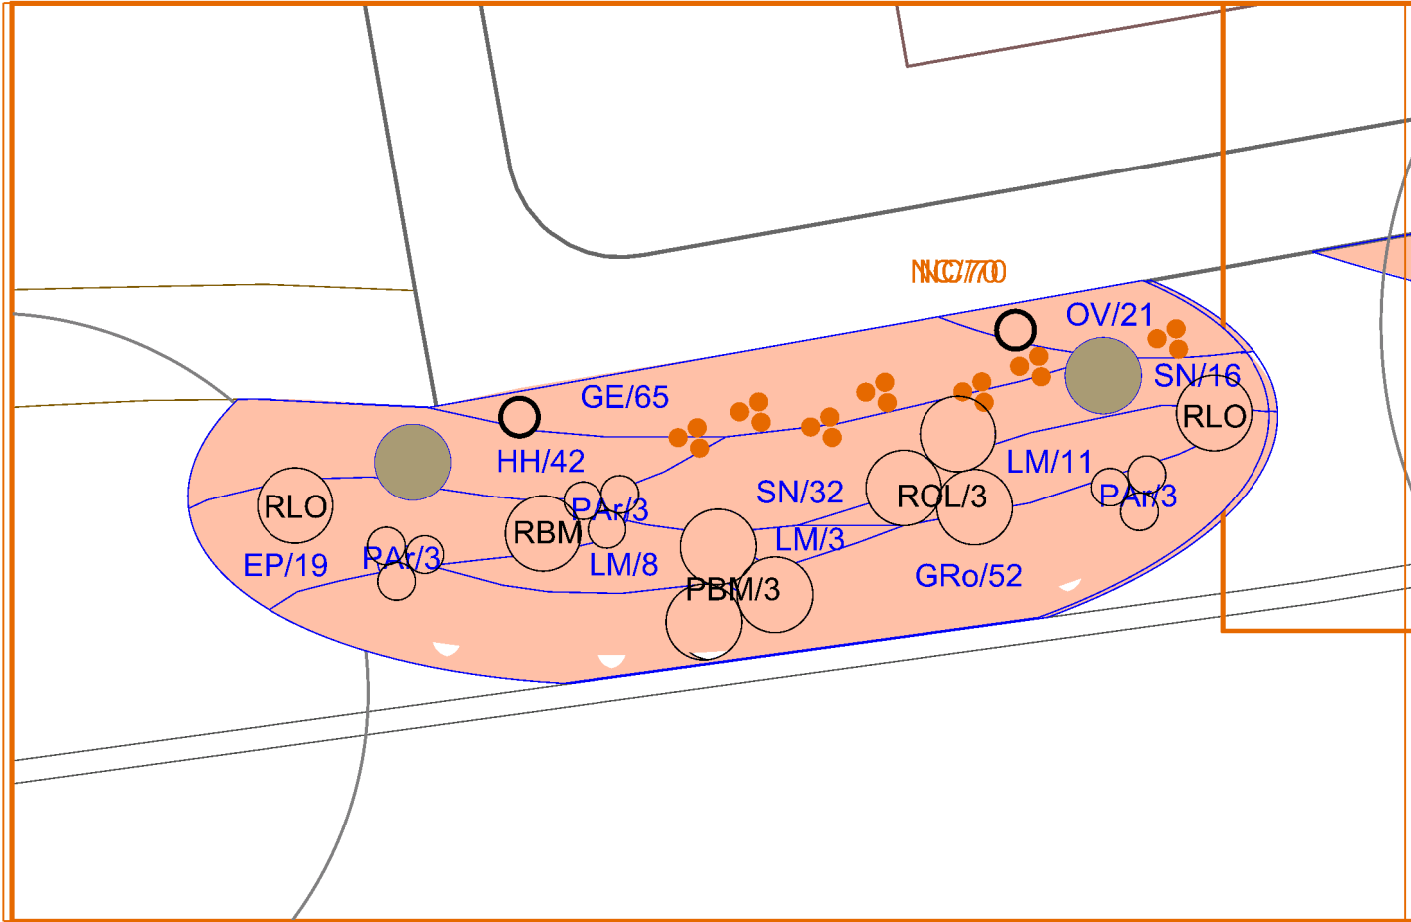 OV/21
SN/16
GE/65
RLO
HH/42
LM/11
SN/32
ROL/3
PAr/3
RLO
PAr/3
RBM
LM/3
PAr/3
EP/19
LM/8
GRo/52
PBM/3